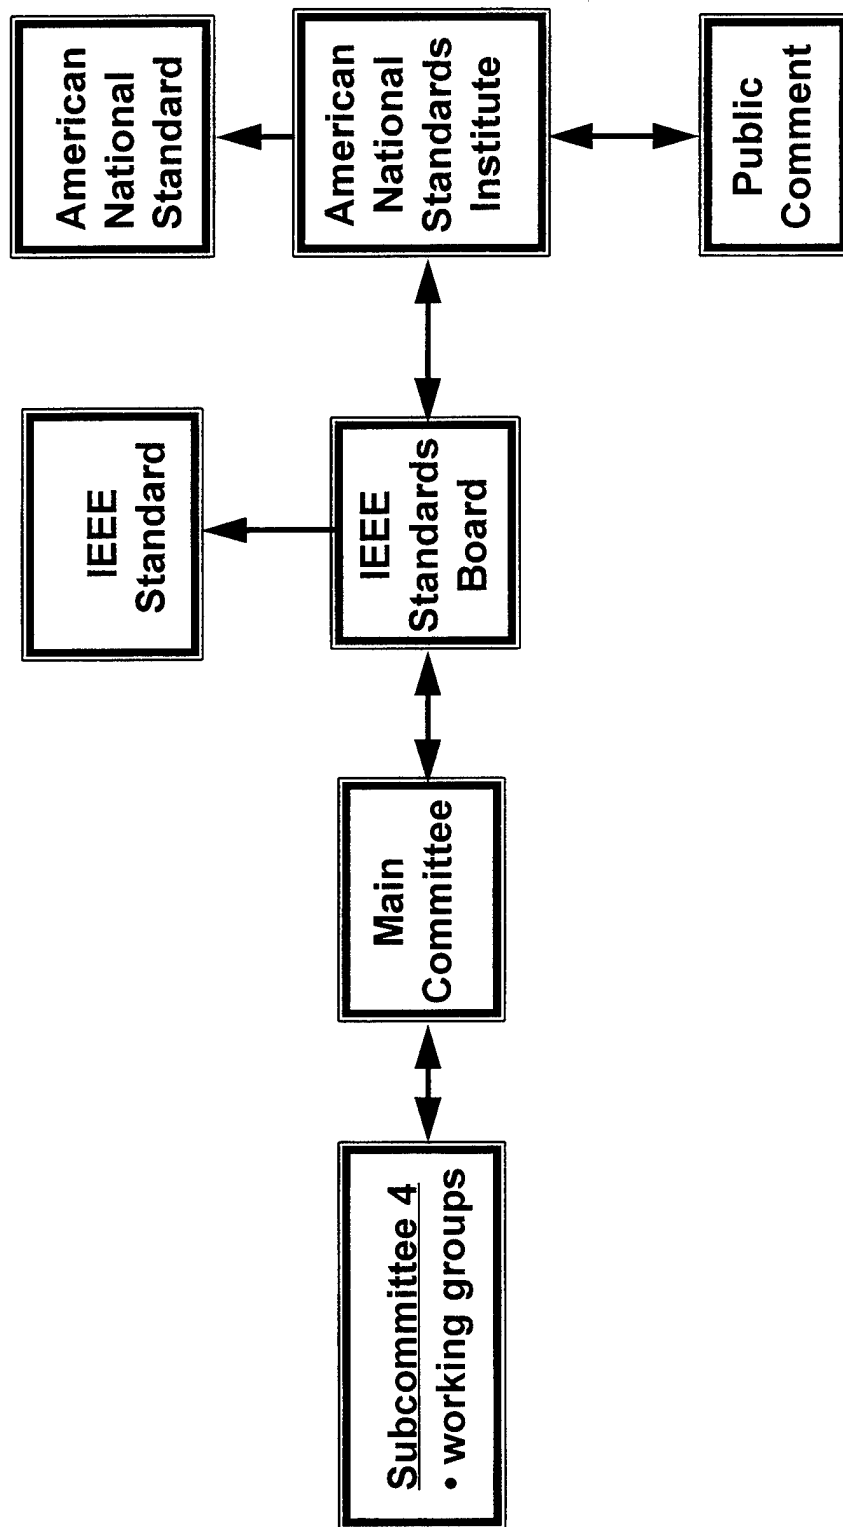 IEEE
Standard
American
National
Standard
Subcommittee 4
• working groups
Main
Committee
IEEE
Standards
Board
American
National
Standards
Institute
Public
Comment